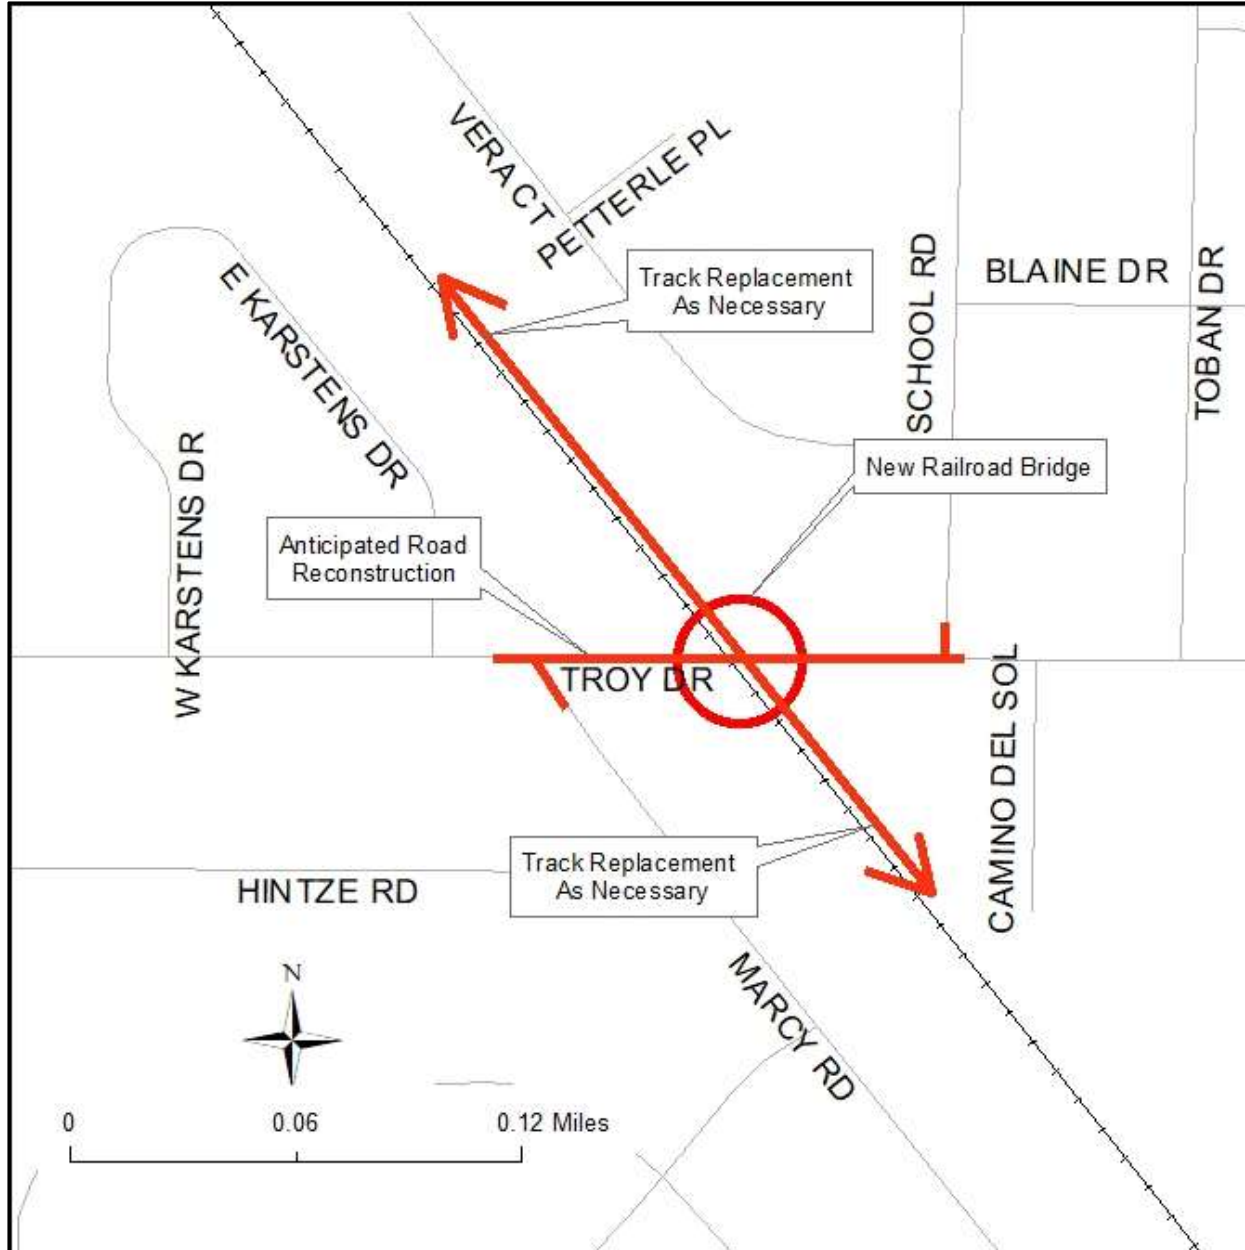 VERA CT
PETTERLE PL
E KARSTENS DR
Track Replacement
As Necessary
SCHOOL RD
BLAINE DR
TOBAN DR
W KARSTENS DR
New Railroad Bridge
Anticipated Road
Reconstruction
TROY DR
CAMINO DEL SOL
Track Replacement
As Necessary
HINTZE RD
MARCY RD
N
0 0.06 0.12 Miles